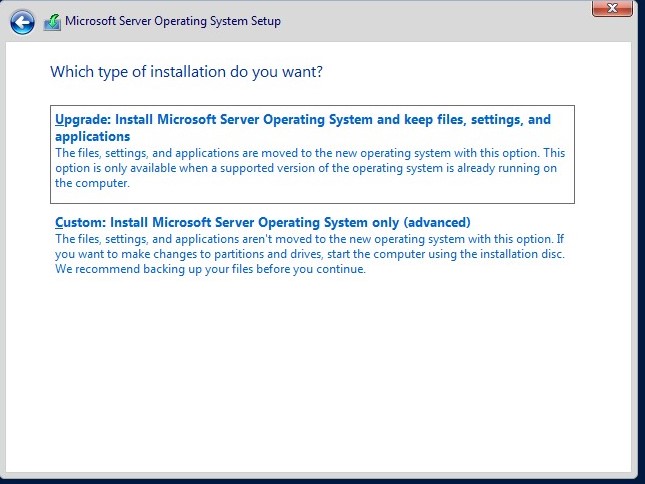 Microsoft Server Operating System Setup
Which type of installation do you want?
Upgrade: Install Microsoft Server Operating System and keep files, settings, and
applications
The files, settings, and applications are moved to the new operating system with this option. This
option is only available when a supported version of the operating system is already running on
the computer.
Custom: Install Microsoft Server Operating System only (advanced)
The files, settings, and applications aren't moved to the new operating system with this option. If
you want to make changes to partitions and drives, start the computer using the installation disc.
We recommend backing up your files before you continue.